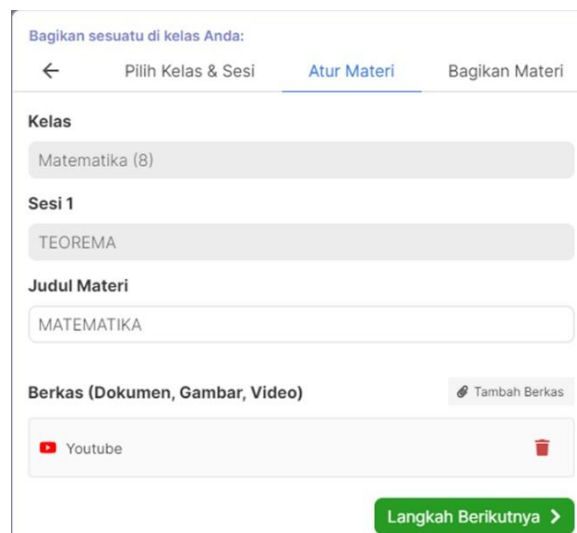 Bagikan sesuatu di kelas Anda:
Pilih Kelas & Sesi Atur Materi Bagikan Materi
Kelas
Matematika (8)
Sesi 1
TEOREMA
Judul Materi
MATEMATIKA
Berkas (Dokumen, Gambar, Video) Tambah Berkas
Youtube
Langkah Berikutnya